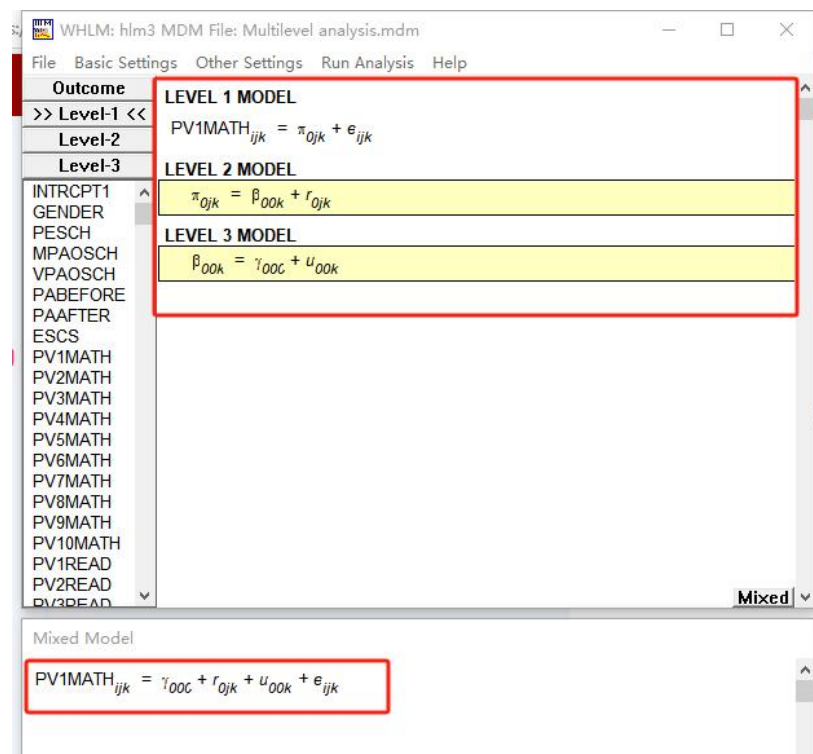 WHLM: hlm3 MDM File: Multilevel analysis.mdm
File Basic Settings Other Settings Run Analysis Help
Outcome
>> Level-1 <<
Level-2
Level-3
INTRCPT1
GENDER
PESCH
MPAOSCH
VPAOSCH
PABEFORE
PAAFTER
ESCS
PV1MATH
PV2MATH
PV3MATH
PV4MATH
PV5MATH
PV6MATH
PV7MATH
PV8MATH
PV9MATH
PV10MATH
PV1READ
PV2READ
PV3READ
LEVEL 1 MODEL
PV1MATHijk = π0jk + eijk
LEVEL 2 MODEL
π0jk = β00k + r0jk
LEVEL 3 MODEL
β00k = γ000 + u00k
Mixed
Mixed Model
PV1MATHijk = γ000 + r0jk + u00k + eijk